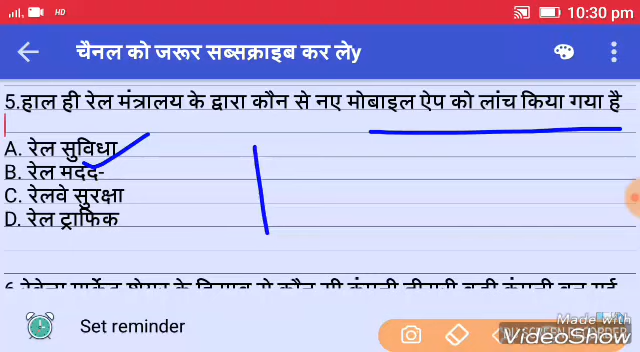 HD 10:30 pm
चैनल को जरूर सब्सक्राइब कर लेy
5.हाल ही रेल मंत्रालय के द्वारा कौन से नए मोबाइल ऐप को लांच किया गया है
A. रेल सुविधा
B. रेल मदद-
C. रेलवे सुरक्षा
D. रेल ट्राफिक
Set reminder
Made with
VideoShow